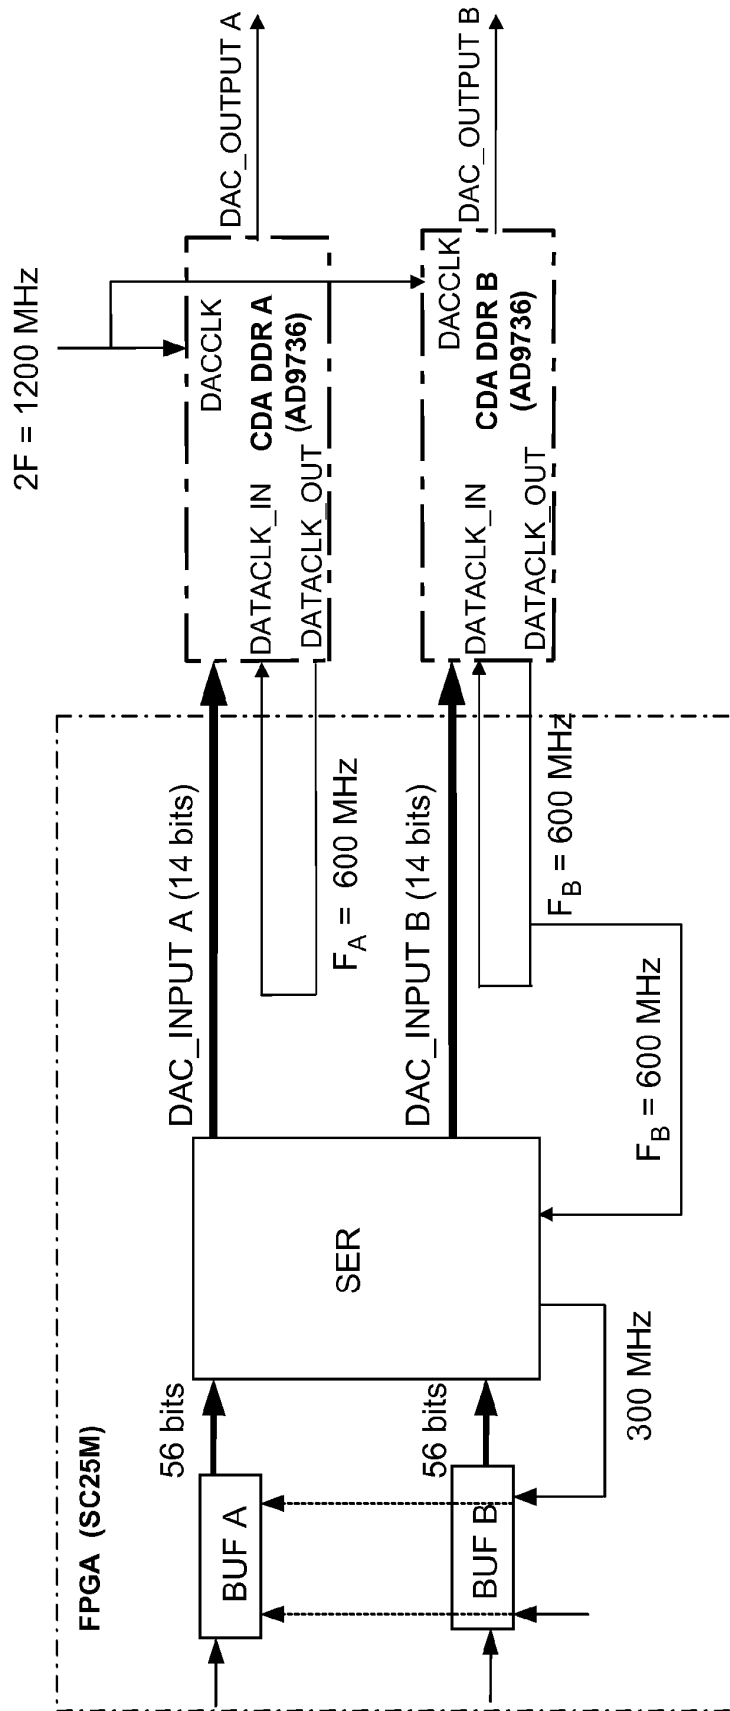 FPGA (SC25M)
BUF A
56 bits
BUF B
56 bits
SER
300 MHz
DAC_INPUT A (14 bits)
F_A = 600 MHz
DAC_INPUT B (14 bits)
F_B = 600 MHz
F_B = 600 MHz
2F = 1200 MHz
DACCLK
CDA DDR A
(AD9736)
DATACLK_IN
DATACLK_OUT
DAC_OUTPUT A
DACCLK
CDA DDR B
(AD9736)
DATACLK_IN
DATACLK_OUT
DAC_OUTPUT B